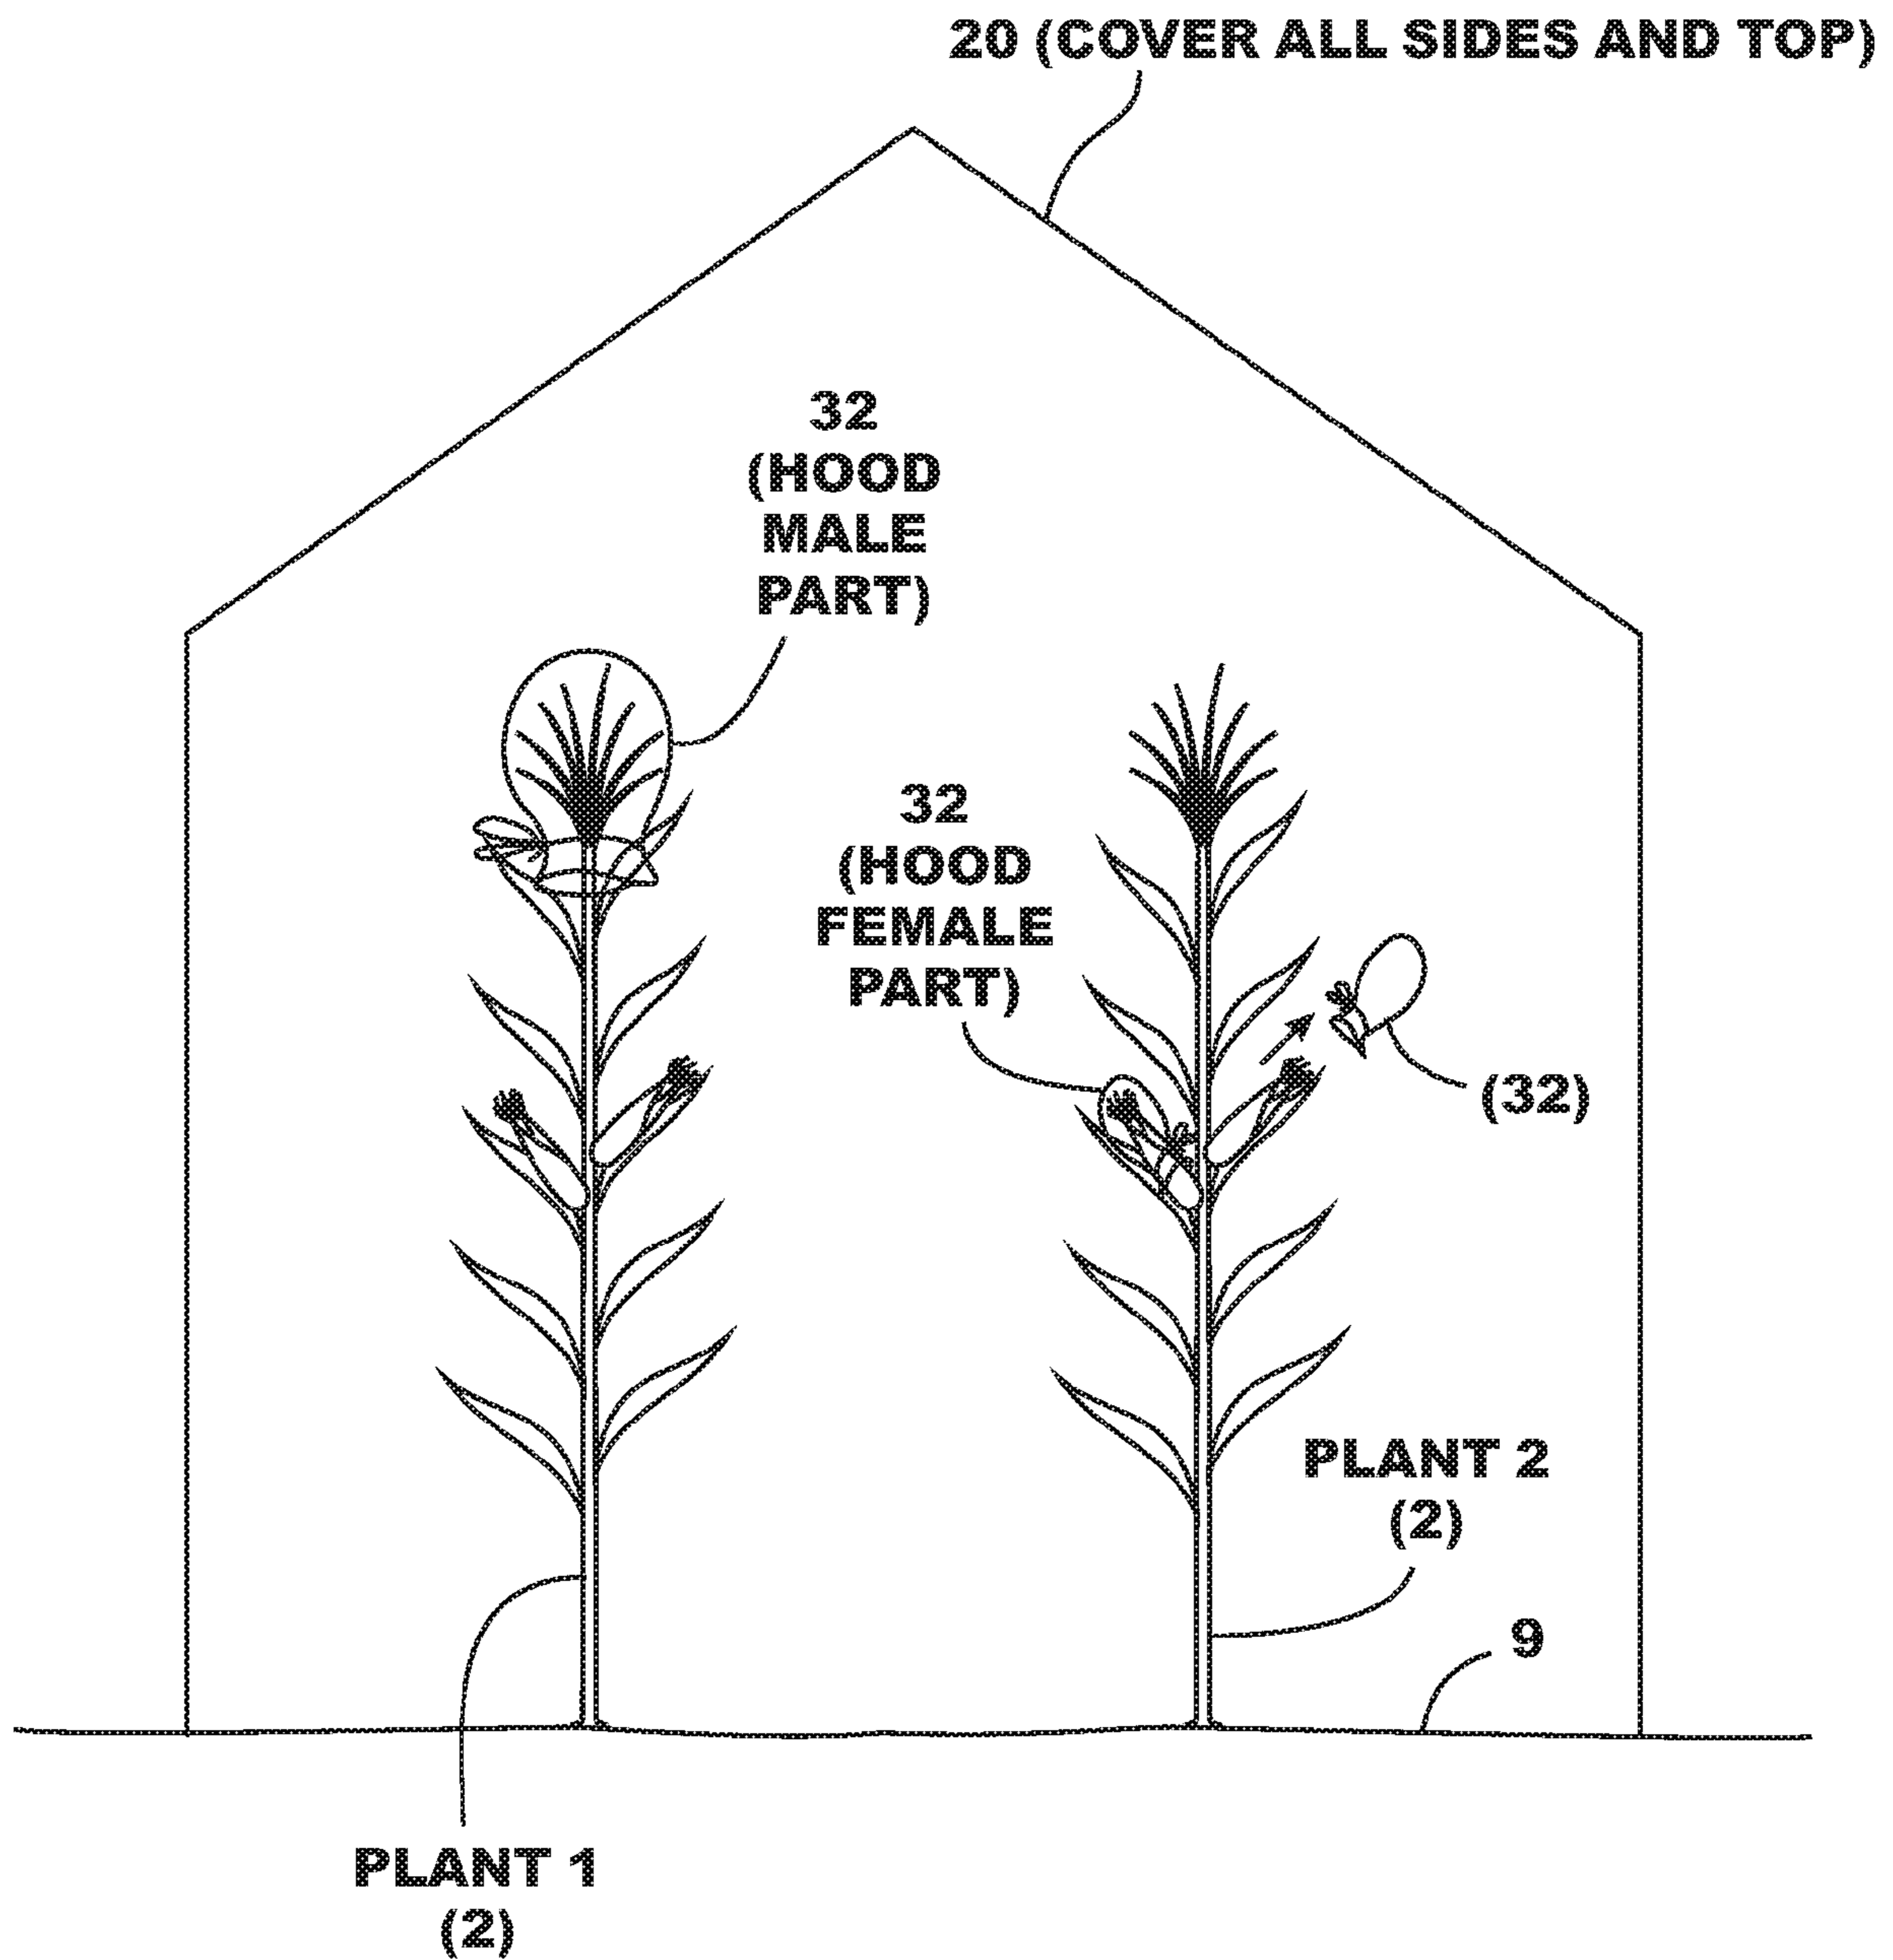 20 (COVER ALL SIDES AND TOP)
32
(HOOD
MALE
PART)
32
(HOOD
FEMALE
PART)
(32)
PLANT 2
(2)
9
PLANT 1
(2)